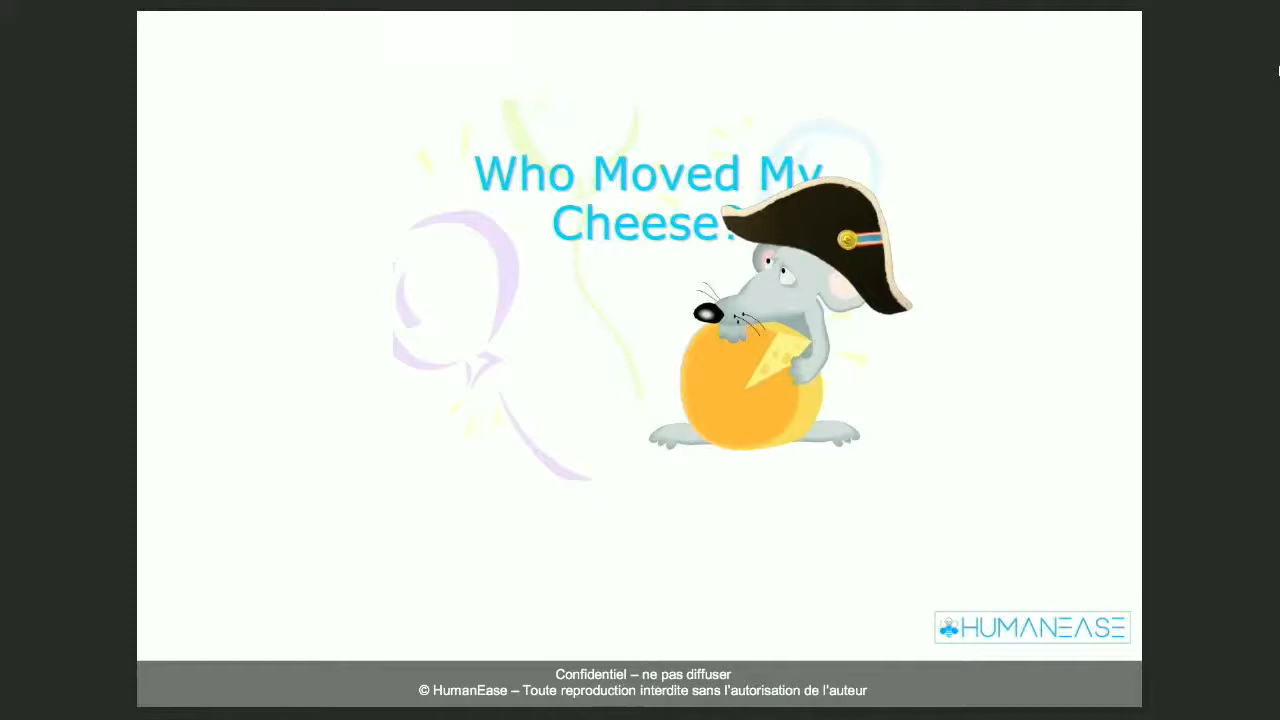 Who Moved My
Cheese?
HUMANEASE
Confidentiel – ne pas diffuser
© HumanEase – Toute reproduction interdite sans l'autorisation de l'auteur